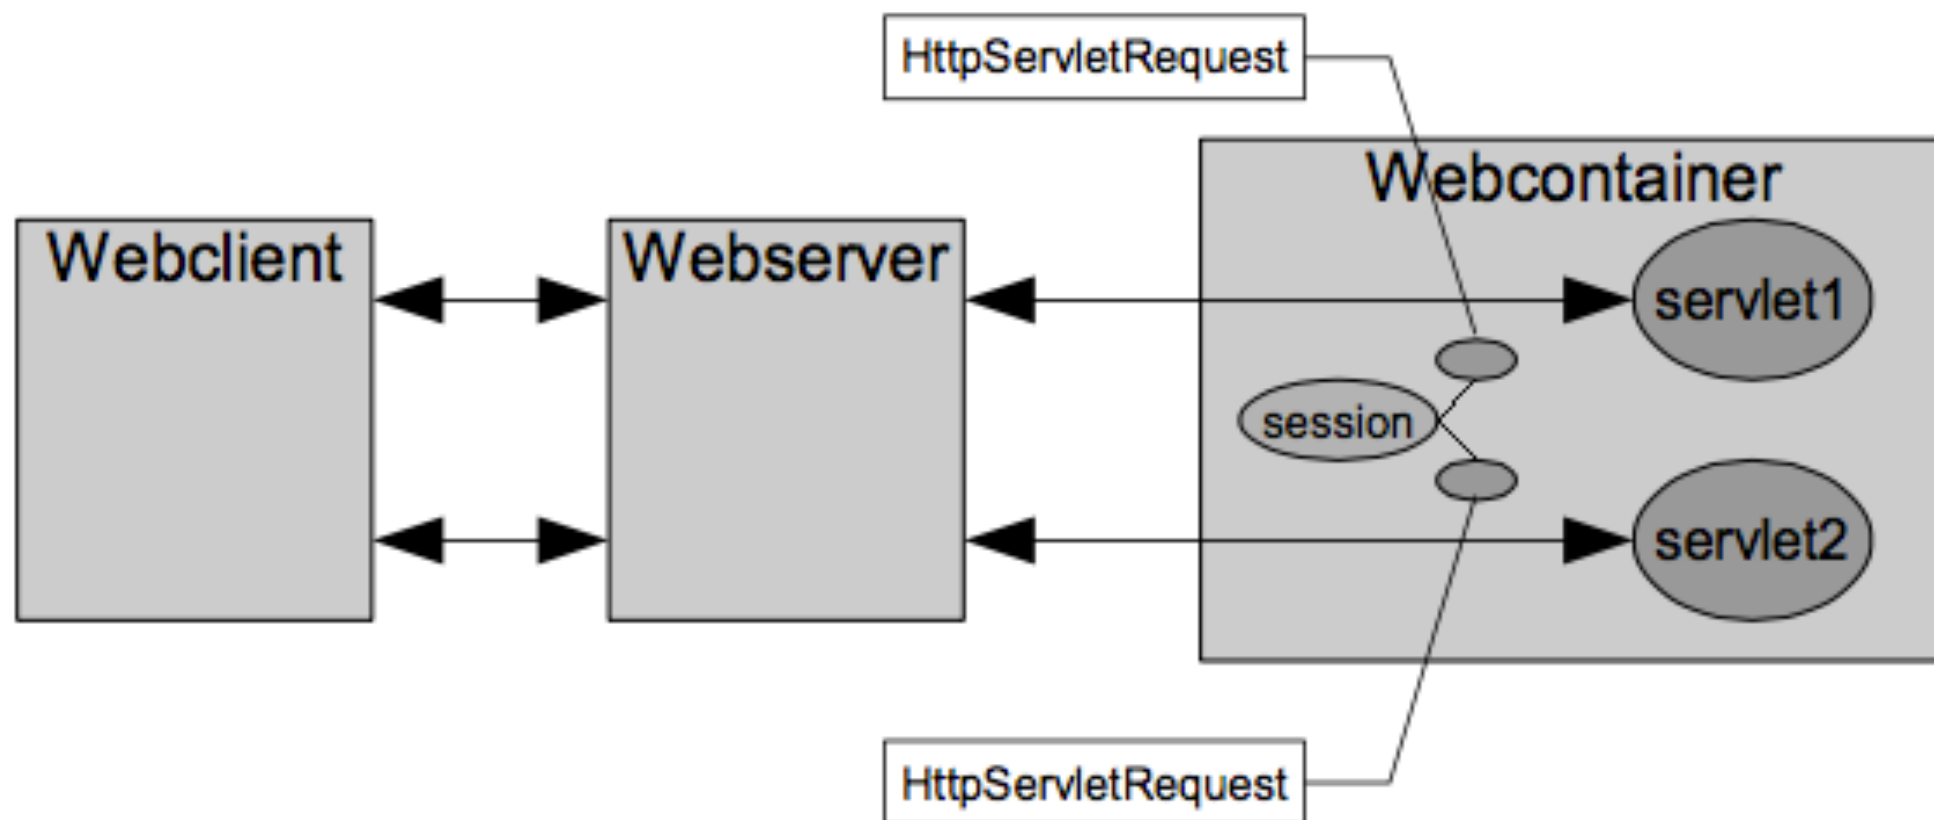 HttpServletRequest
Webcontainer
Webclient
Webserver
servlet1
session
servlet2
HttpServletRequest